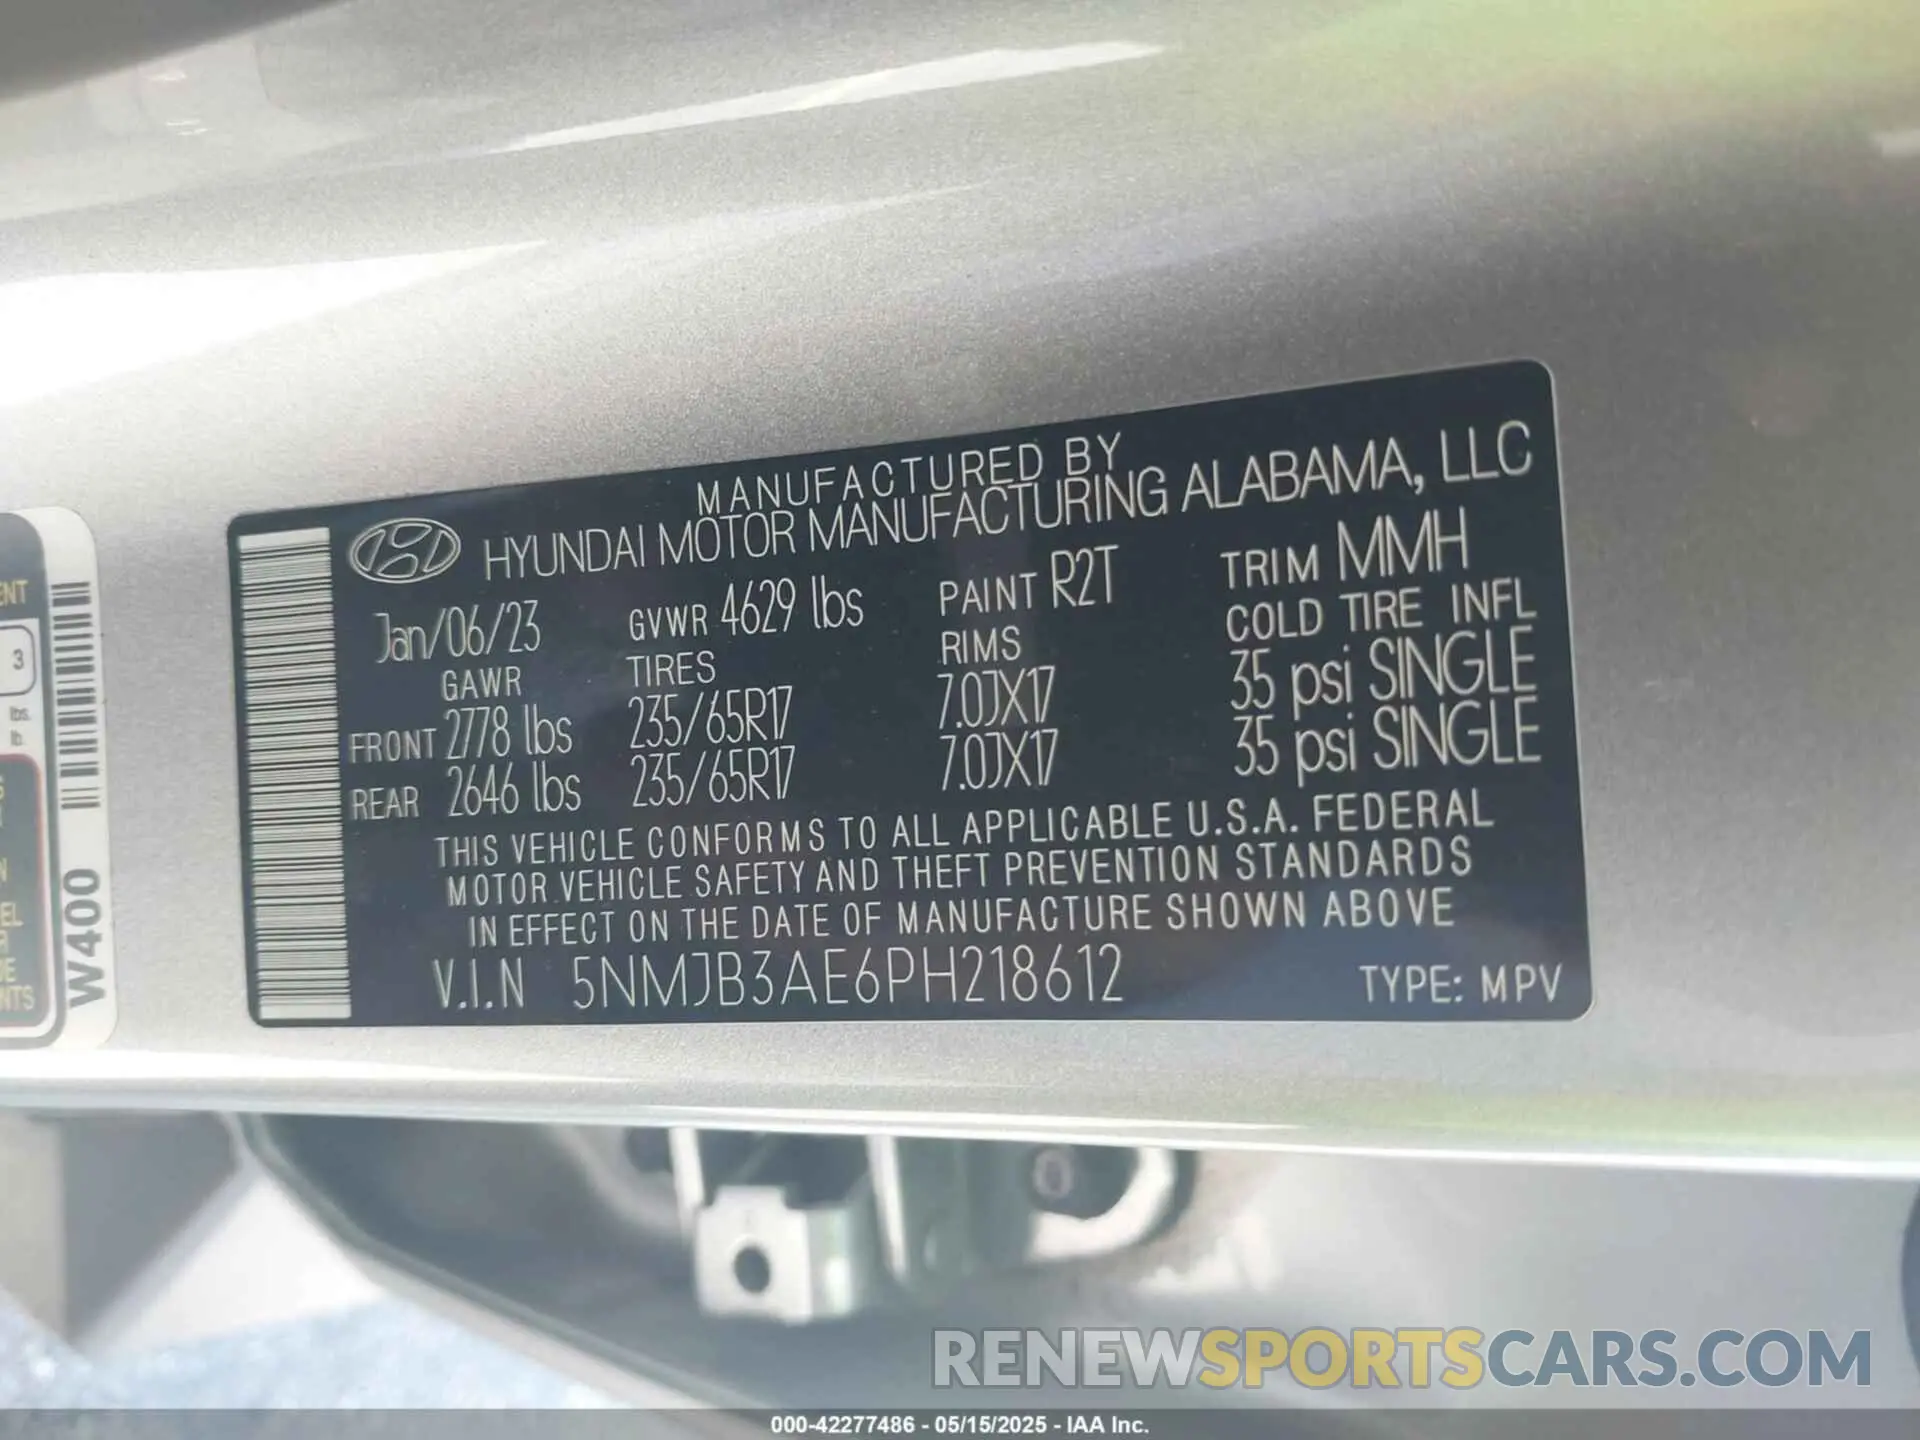 MANUFACTURED BY
HYUNDAI MOTOR MANUFACTURING ALABAMA, LLC
Jan/06/23 GVWR 4629 lbs PAINT R2T TRIM MMH
GAWR TIRES RIMS COLD TIRE INFL
FRONT 2778 lbs 235/65R17 7.0JX17 35 psi SINGLE
REAR 2646 lbs 235/65R17 7.0JX17 35 psi SINGLE
THIS VEHICLE CONFORMS TO ALL APPLICABLE U.S.A. FEDERAL
MOTOR VEHICLE SAFETY AND THEFT PREVENTION STANDARDS
IN EFFECT ON THE DATE OF MANUFACTURE SHOWN ABOVE
V.I.N 5NMJB3AE6PH218612 TYPE: MPV
3
lbs.
lb.
W400
RENEWSPORTSCARS.COM
000-42277486 - 05/15/2025 - IAA Inc.